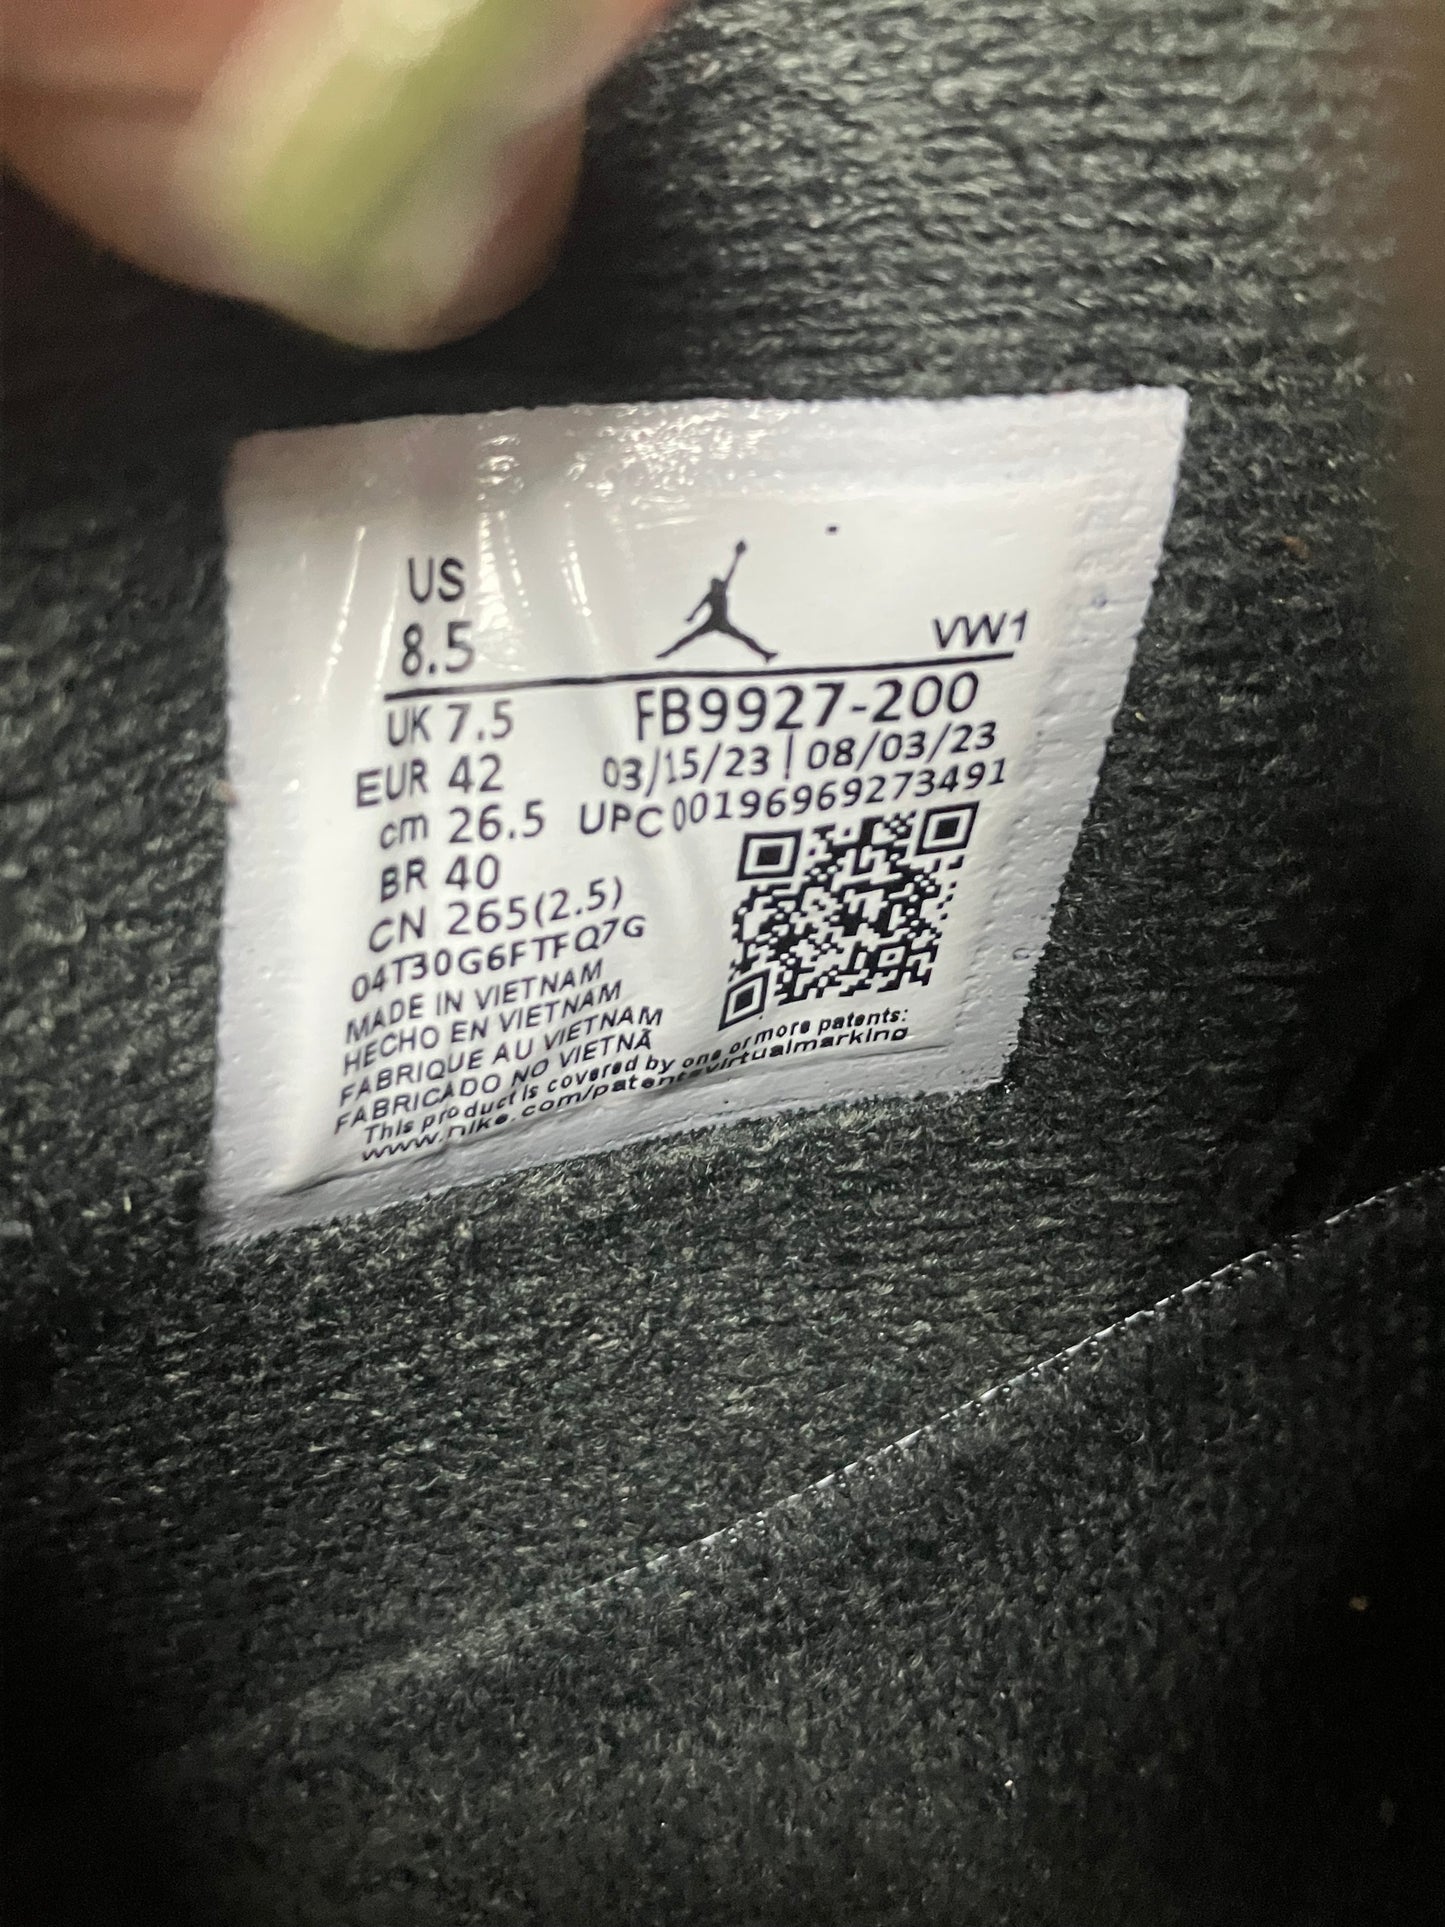 US
8.5
VW1
UK 7.5
FB9927-200
EUR 42
03/15/23 | 08/03/23
cm 26.5
UPC 00196969273491
BR 40
CN 265(2.5)
04T30G6FTFQ7G
MADE IN VIETNAM
HECHO EN VIETNAM
FABRIQUE AU VIETNAM
FABRICADO NO VIETNÃ
This product is covered by one or more patents:
www.nike.com/patentsvirtualmarking